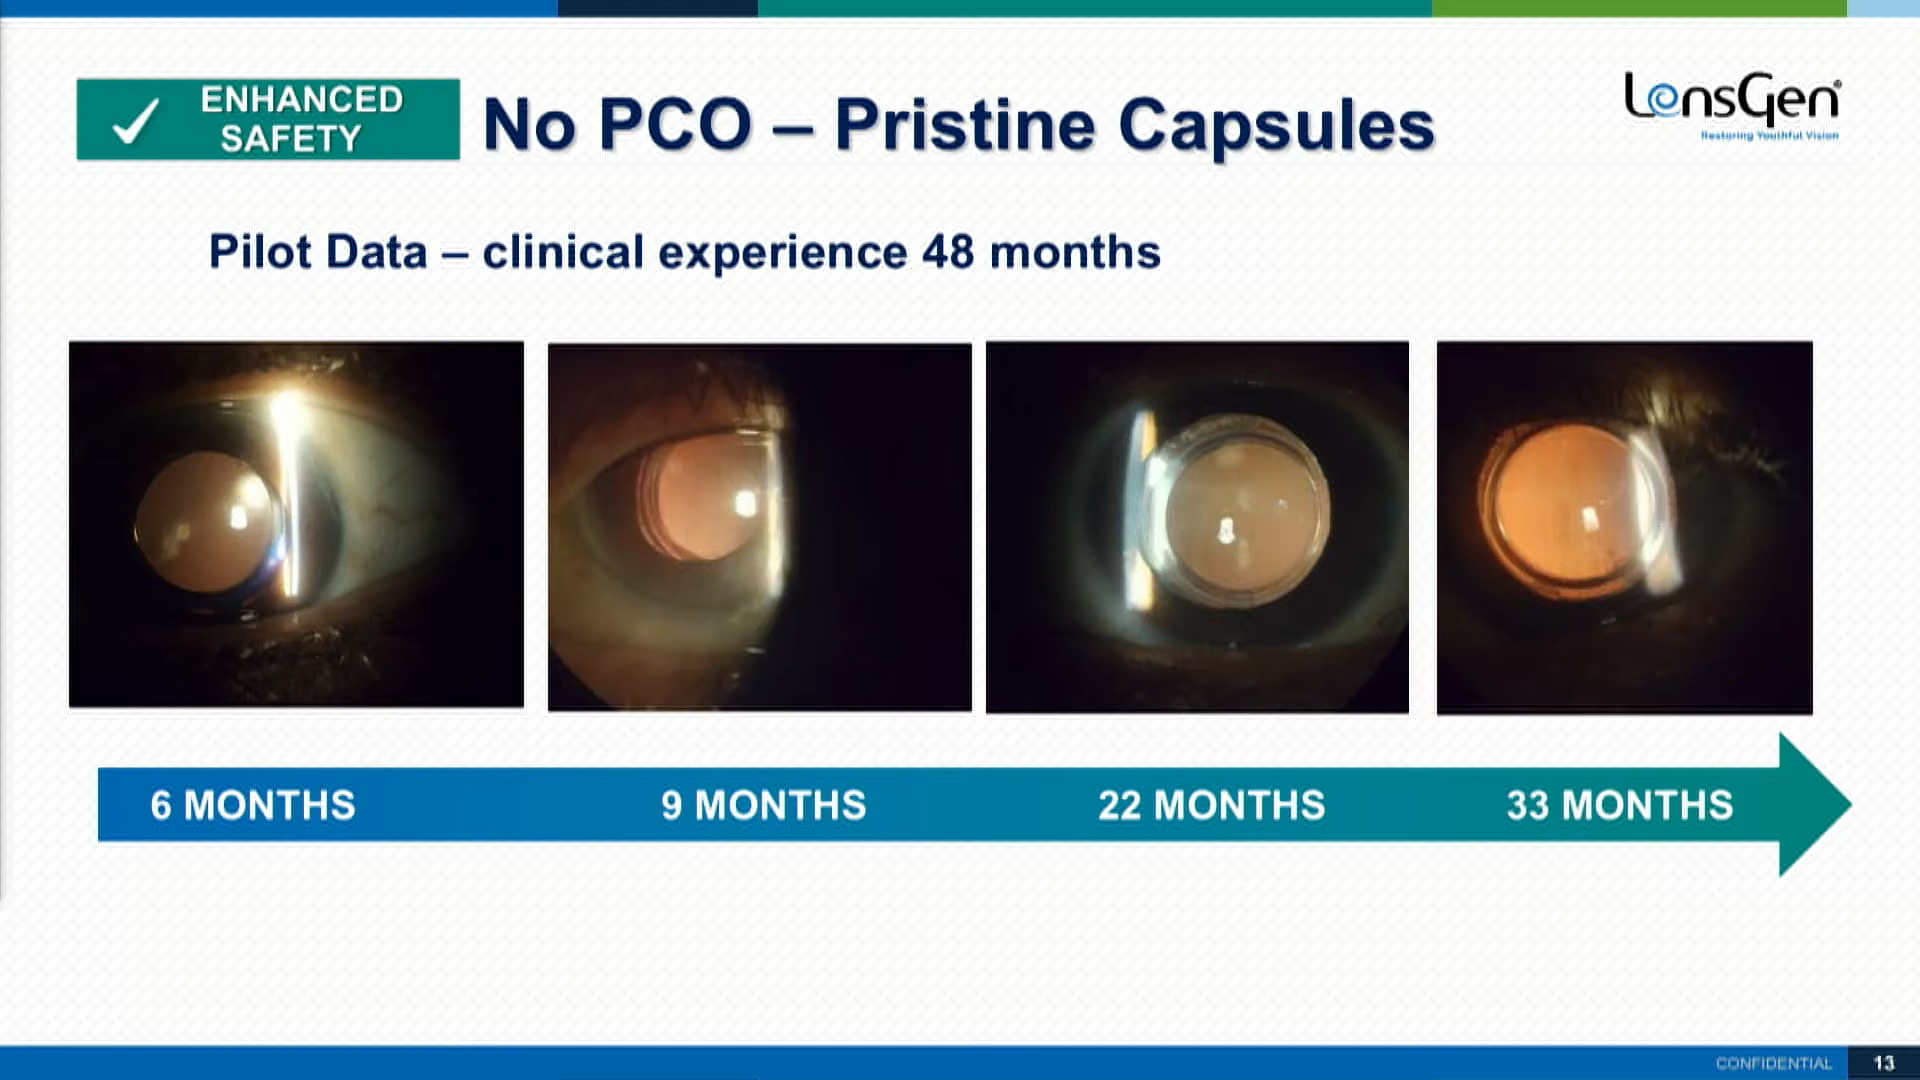 ENHANCED
SAFETY
No PCO – Pristine Capsules
LensGen®
Restoring Youthful Vision
Pilot Data – clinical experience 48 months
6 MONTHS
9 MONTHS
22 MONTHS
33 MONTHS
CONFIDENTIAL
13